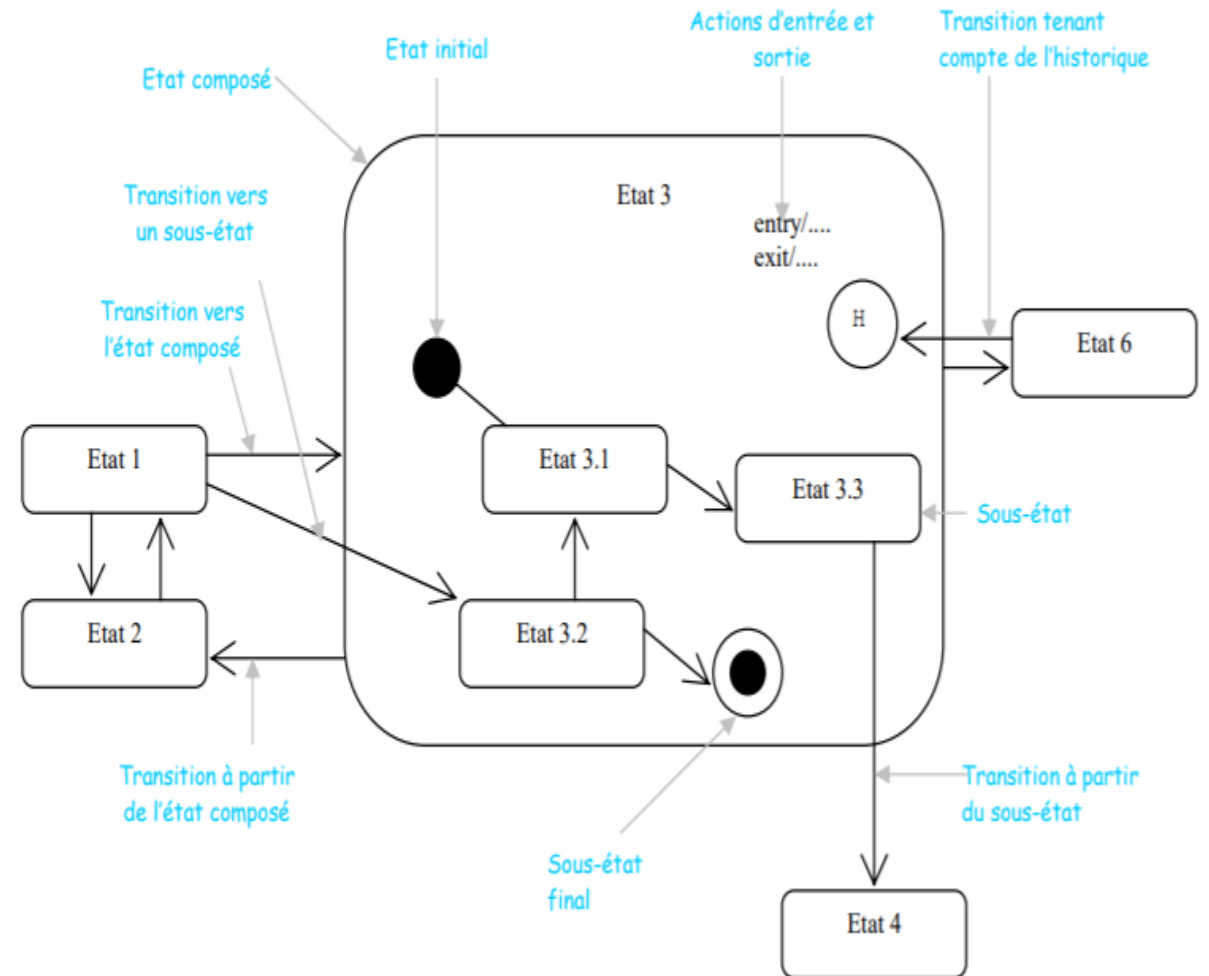 Actions d'entrée et
sortie
Transition tenant
compte de l'historique
Etat initial
Etat composé
Transition vers
un sous-état
Etat 3
entry/....
exit/....
Transition vers
l'état composé
H
Etat 6
Etat 1
Etat 3.1
Etat 3.3
Sous-état
Etat 2
Etat 3.2
Transition à partir
de l'état composé
Transition à partir
du sous-état
Sous-état
final
Etat 4